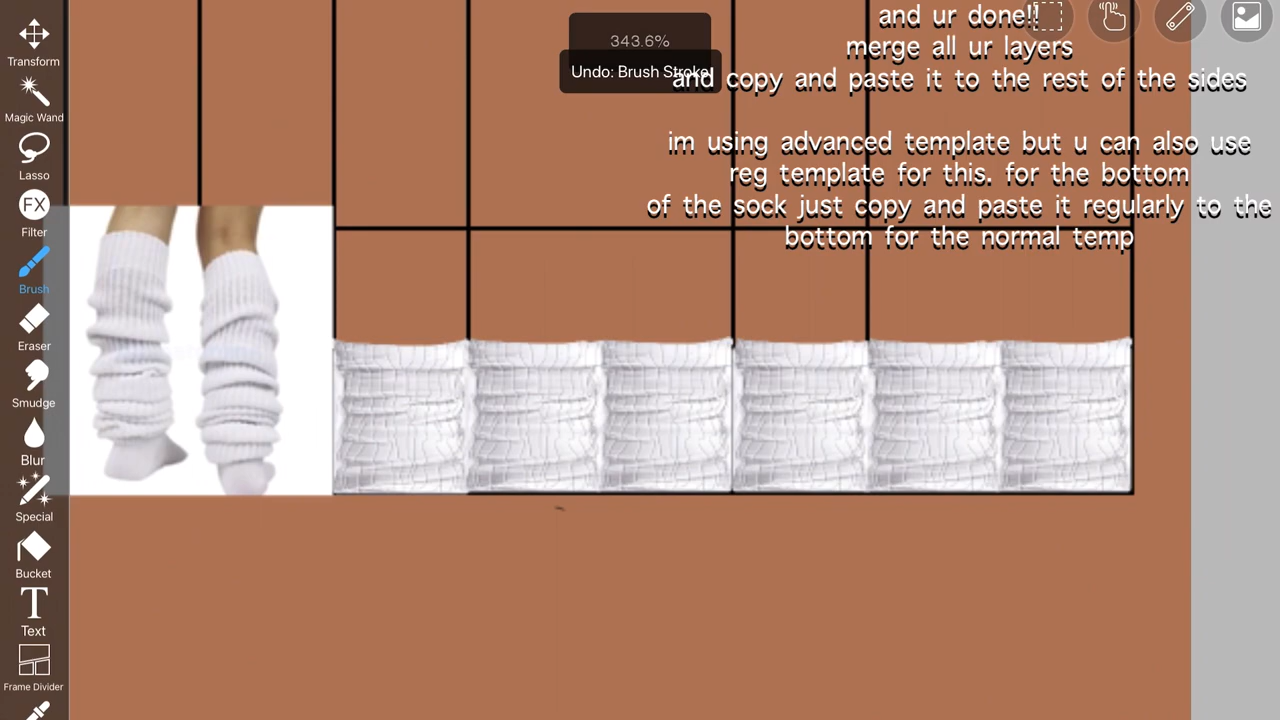 343.6%
Undo: Brush Stroke
and ur done!!
merge all ur layers
and copy and paste it to the rest of the sides
im using advanced template but u can also use
reg template for this. for the bottom
of the sock just copy and paste it regularly to the
bottom for the normal temp
Transform
Magic Wand
Lasso
FX
Filter
Brush
Eraser
Smudge
Blur
Special
Bucket
T
Text
Frame Divider